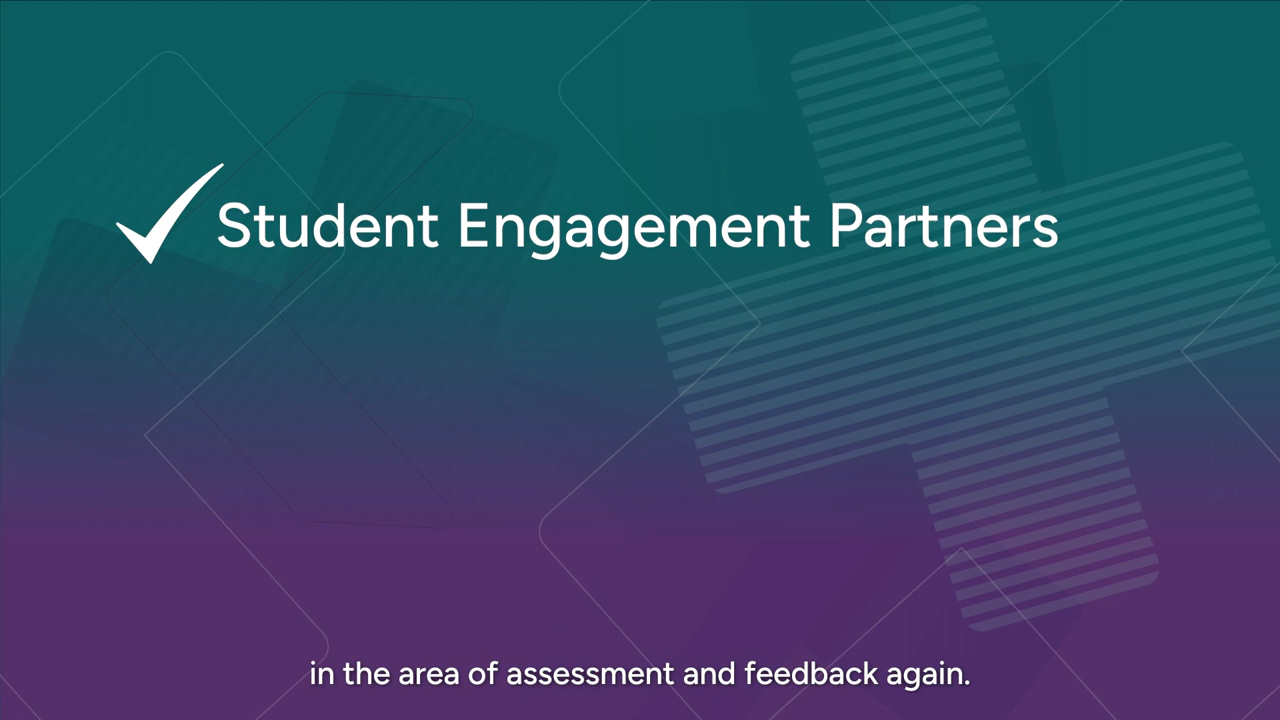 Student Engagement Partners
in the area of assessment and feedback again.